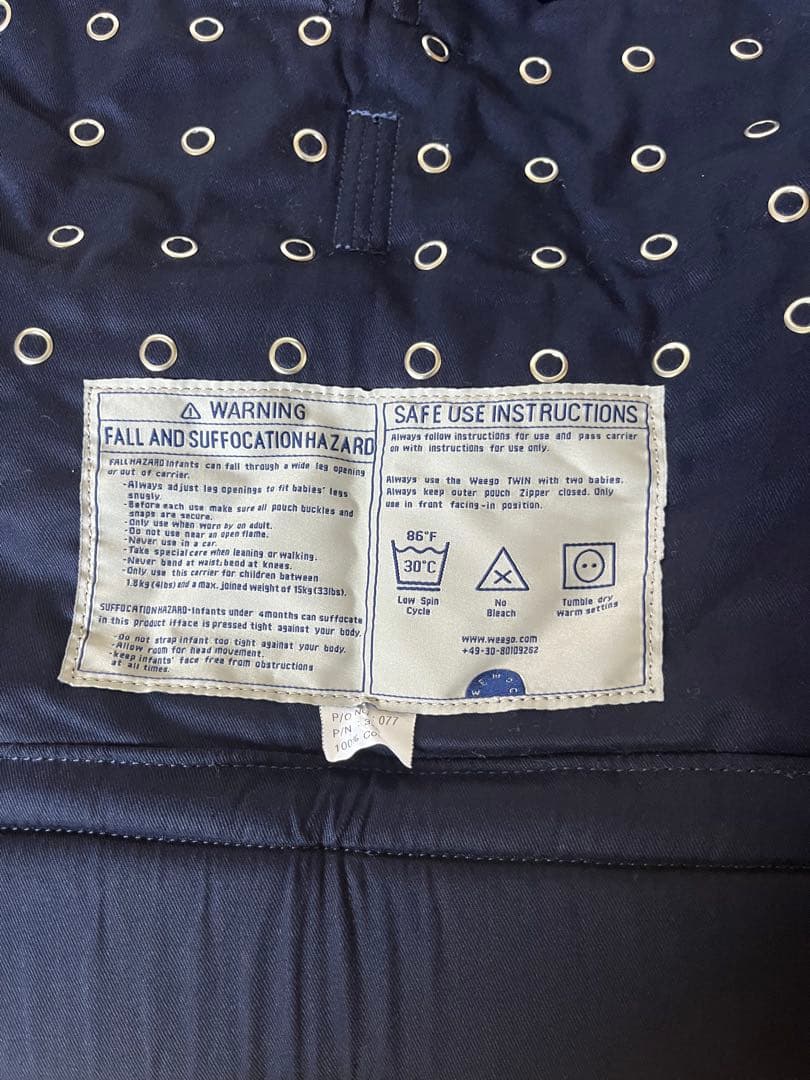 ⚠ WARNING
FALL AND SUFFOCATION HAZARD
FALL HAZARD Infants can fall through a wide leg opening
or out of carrier.
-Always adjust leg openings to fit babies' legs
snugly.
-Before each use make sure all pouch buckles and
snaps are secure.
-Only use when worn by an adult.
-Do not use near an open flame.
-Never use in a car.
-Take special care when leaning or walking.
-Never bend at waist; bend at knees.
-Only use this carrier for children between
1.8kg (4lbs) and a max. joined weight of 15kg (33lbs).
SUFFOCATION HAZARD-Infants under 4months can suffocate
in this product if face is pressed tight against your body.
-Do not strap infant too tight against your body.
-Allow room for head movement.
-keep infants' face free from obstructions
at all times.
SAFE USE INSTRUCTIONS
Always follow instructions for use and pass carrier
on with instructions for use only.
Always use the Weego TWIN with two babies.
Always keep outer pouch Zipper closed. Only
use in front facing-in position.
86°F
30°C
Low Spin
Cycle
No
Bleach
Tumble dry
warm setting
www.weego.com
+49-30-80109262
P/O
P/N 077
100%